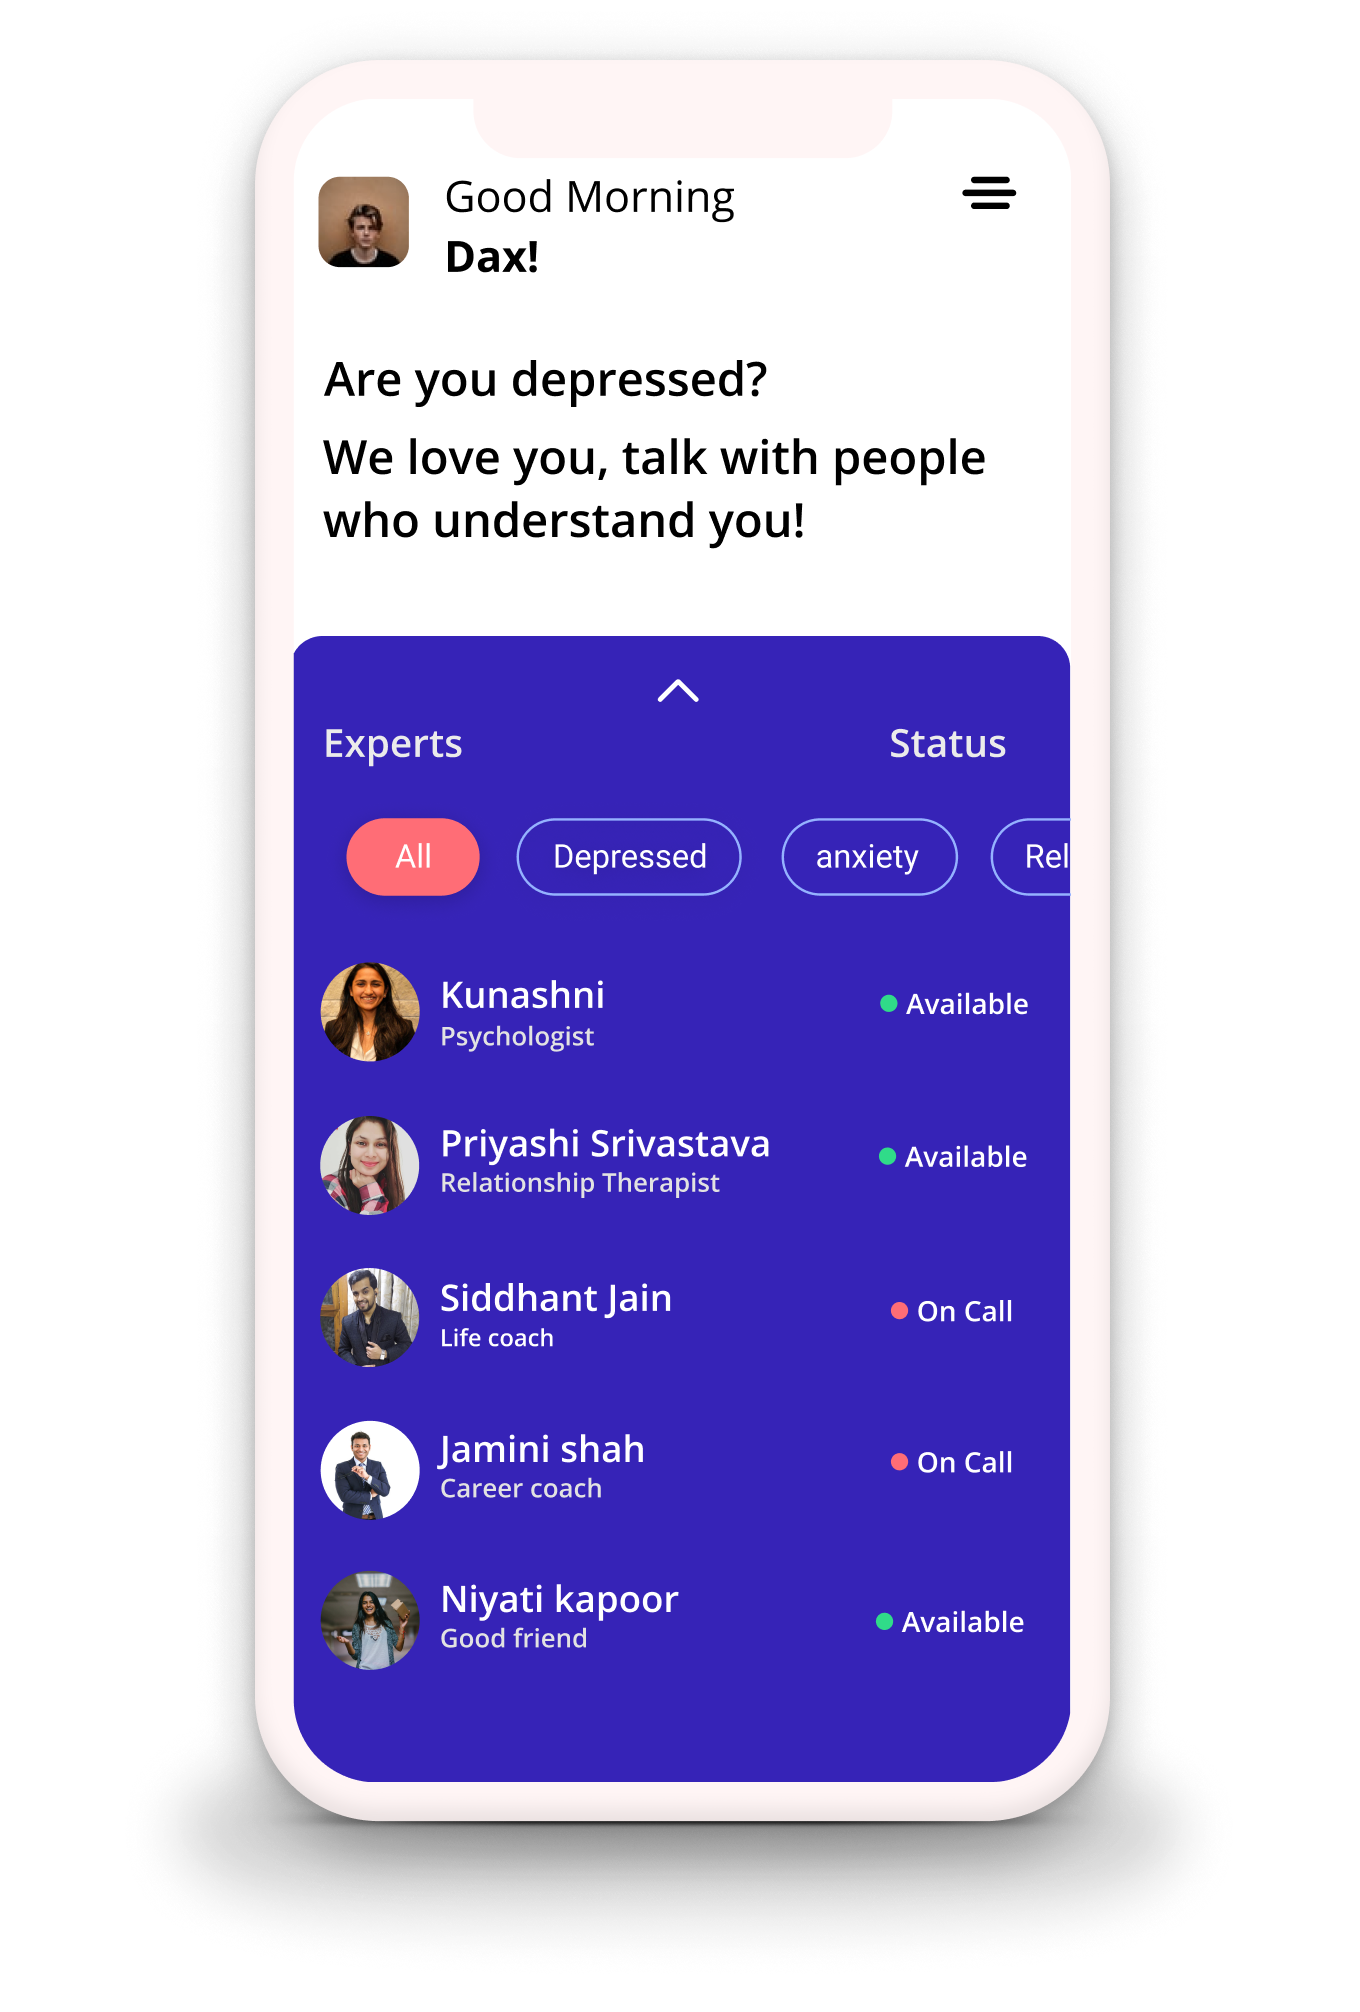 Good Morning
Dax!
Are you depressed?
We love you, talk with people
who understand you!
Experts
Status
All
Depressed
anxiety
Rel
Kunashni
Psychologist
Available
Priyashi Srivastava
Relationship Therapist
Available
Siddhant Jain
Life coach
On Call
Jamini shah
Career coach
On Call
Niyati kapoor
Good friend
Available